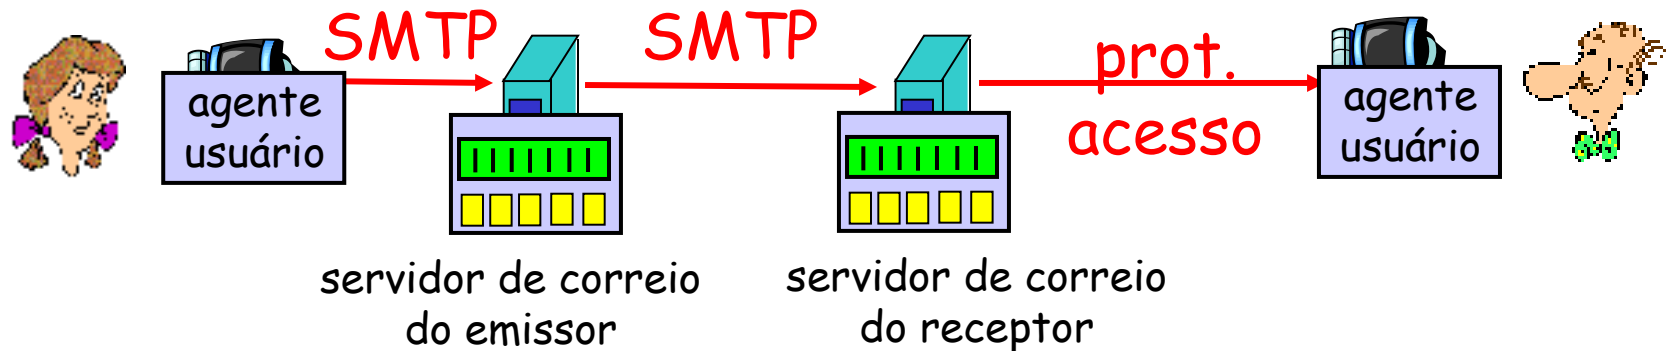 SMTP
SMTP
prot.
acesso
agente
usuário
agente
usuário
servidor de correio
do emissor
servidor de correio
do receptor